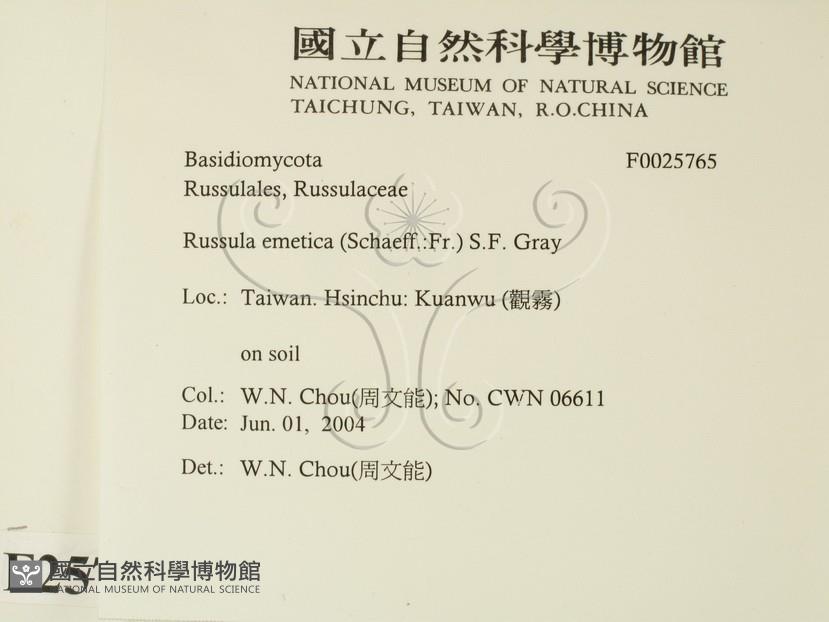 國立自然科學博物館
NATIONAL MUSEUM OF NATURAL SCIENCE
TAICHUNG, TAIWAN, R.O.CHINA
Basidiomycota F0025765
Russulales, Russulaceae
Russula emetica (Schaeff.:Fr.) S.F. Gray
Loc.: Taiwan. Hsinchu: Kuanwu (觀霧)
on soil
Col.: W.N. Chou(周文能); No. CWN 06611
Date: Jun. 01, 2004
Det.: W.N. Chou(周文能)
國立自然科學博物館
NATIONAL MUSEUM OF NATURAL SCIENCE